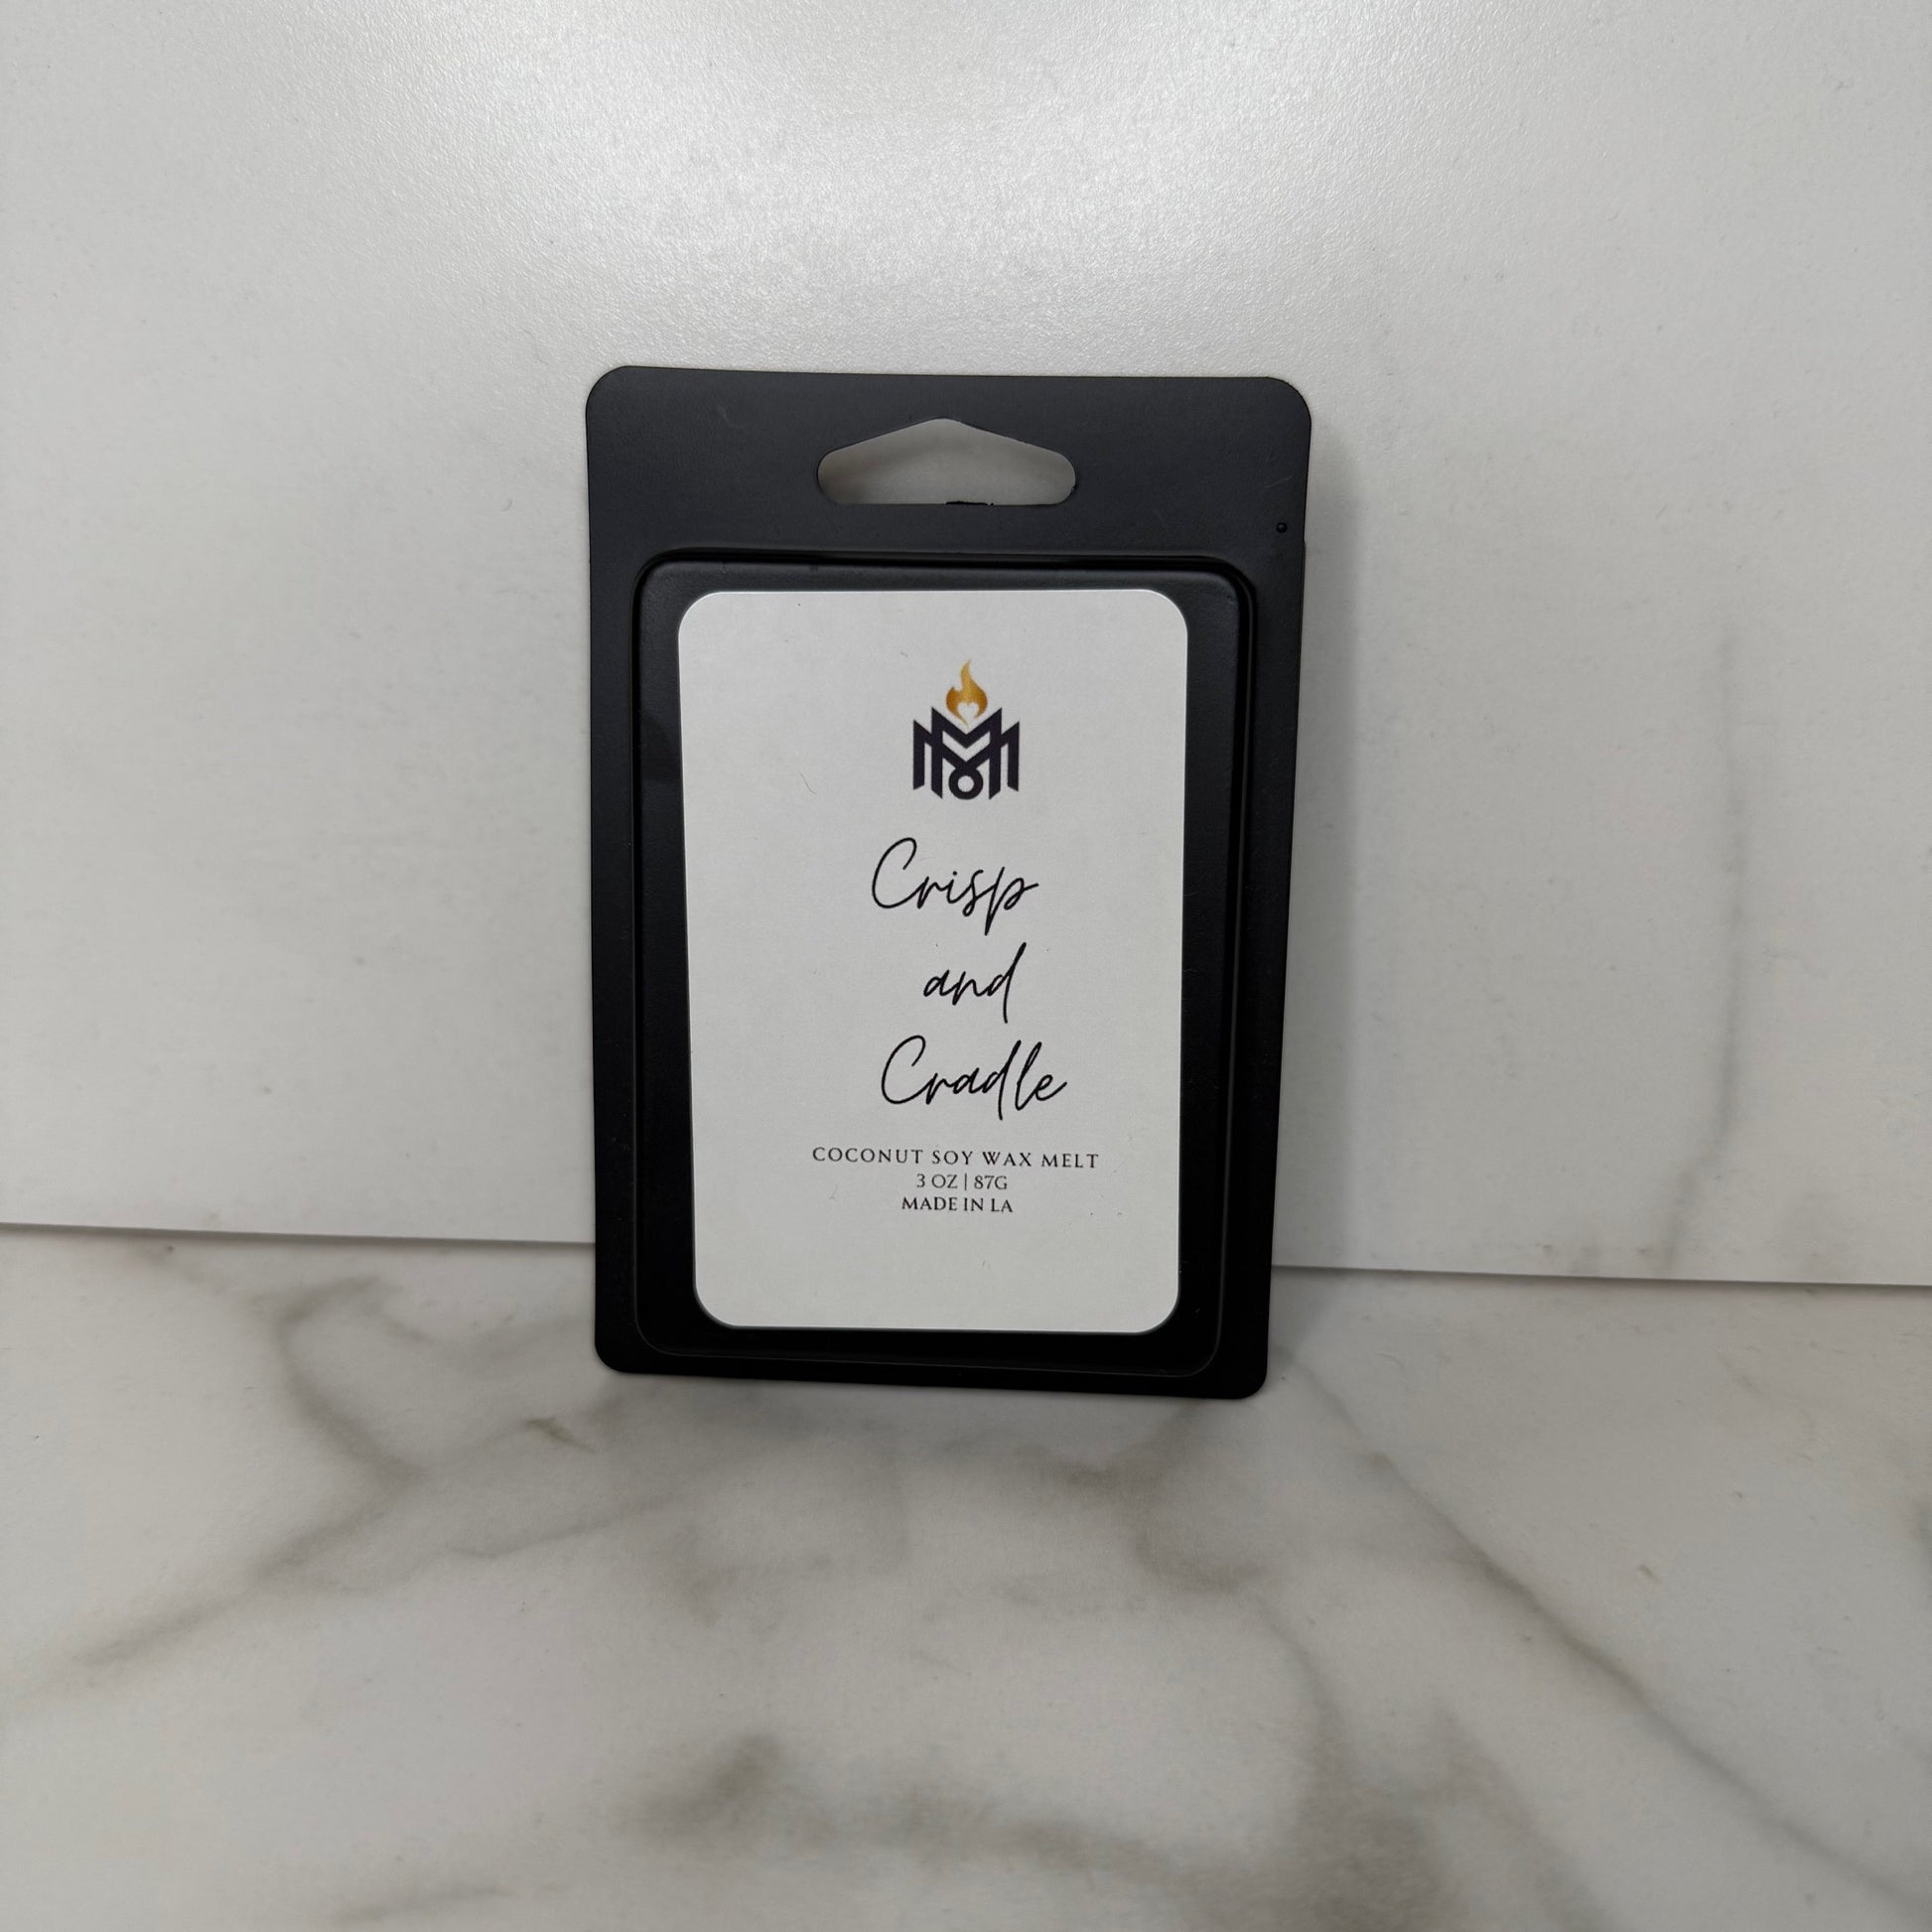 Crisp
and
Cradle
COCONUT SOY WAX MELT
3 OZ | 87G
MADE IN LA